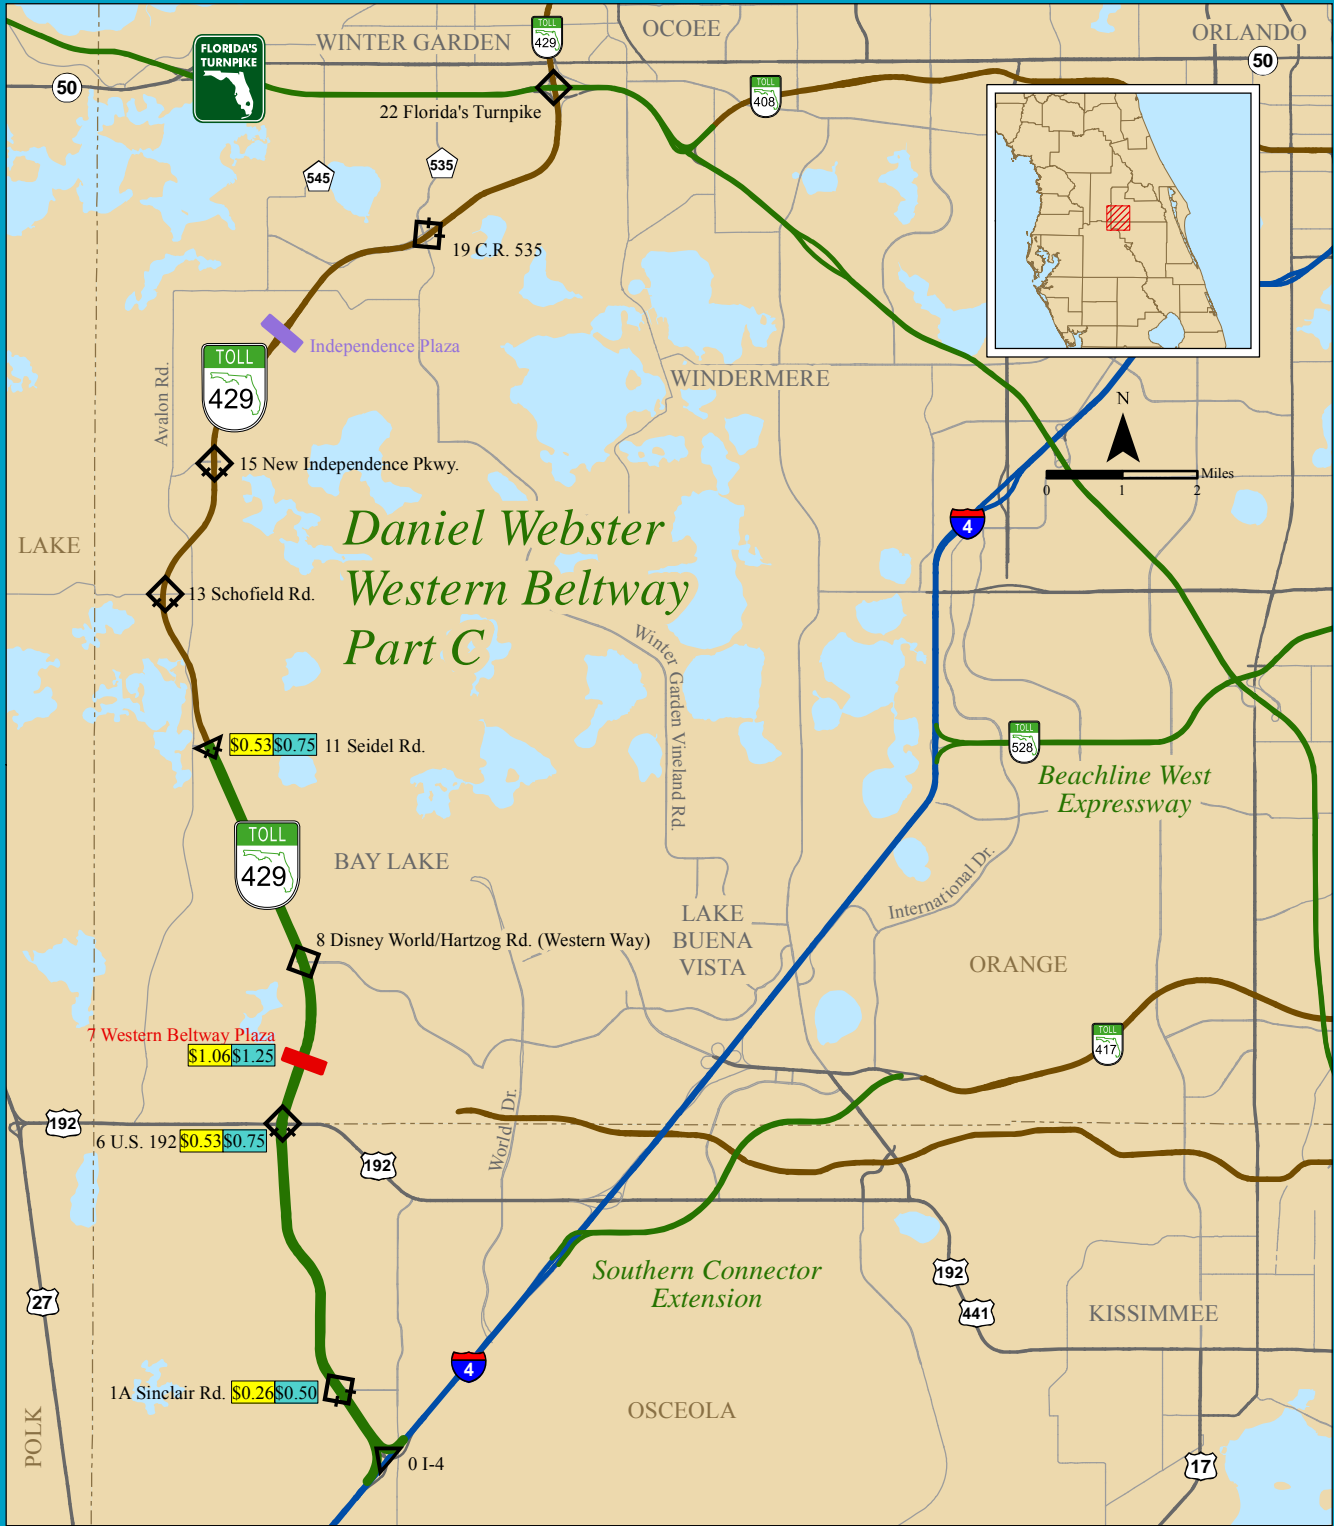 TOLL
429
OCOEE
ORLANDO
WINTER GARDEN
FLORIDA'S
TURNPIKE
50
50
TOLL
408
22 Florida's Turnpike
535
545
19 C.R. 535
Independence Plaza
TOLL
429
WINDERMERE
Avalon Rd.
N
Miles
0 1 2
15 New Independence Pkwy.
4
LAKE
Daniel Webster
Western Beltway
Part C
13 Schofield Rd.
Winter Garden Vineland Rd.
$0.53 $0.75 11 Seidel Rd.
TOLL
528
Beachline West
Expressway
TOLL
429
BAY LAKE
International Dr.
LAKE
BUENA
VISTA
8 Disney World/Hartzog Rd. (Western Way)
ORANGE
7 Western Beltway Plaza
$1.06 $1.25
TOLL
417
192
6 U.S. 192 $0.53 $0.75
World Dr.
192
Southern Connector
Extension
192
27
441
KISSIMMEE
4
1A Sinclair Rd. $0.26 $0.50
OSCEOLA
POLK
0 I-4
17